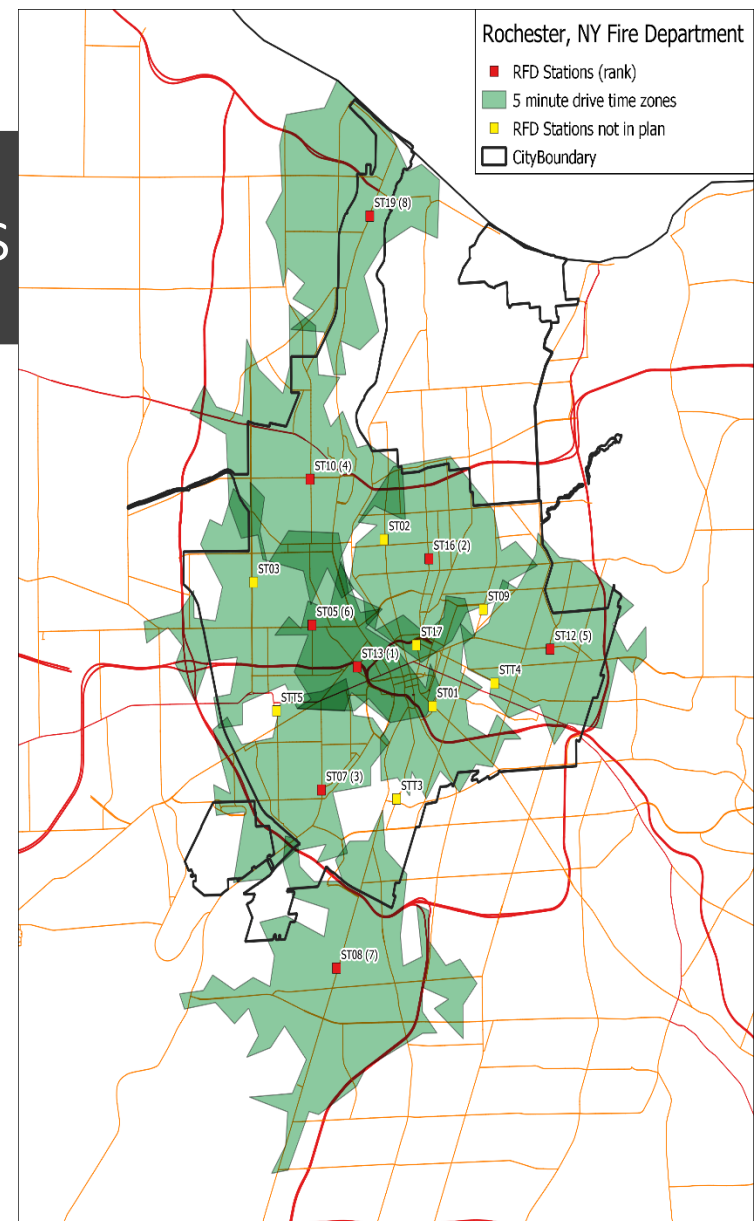 S
Rochester, NY Fire Department
RFD Stations (rank)
5 minute drive time zones
RFD Stations not in plan
CityBoundary
ST19 (8)
ST10 (4)
ST02
ST16 (2)
ST03
ST09
ST05 (6)
ST17
ST12 (5)
ST13 (1)
STT4
ST01
STT5
ST07 (3)
STT3
ST08 (7)